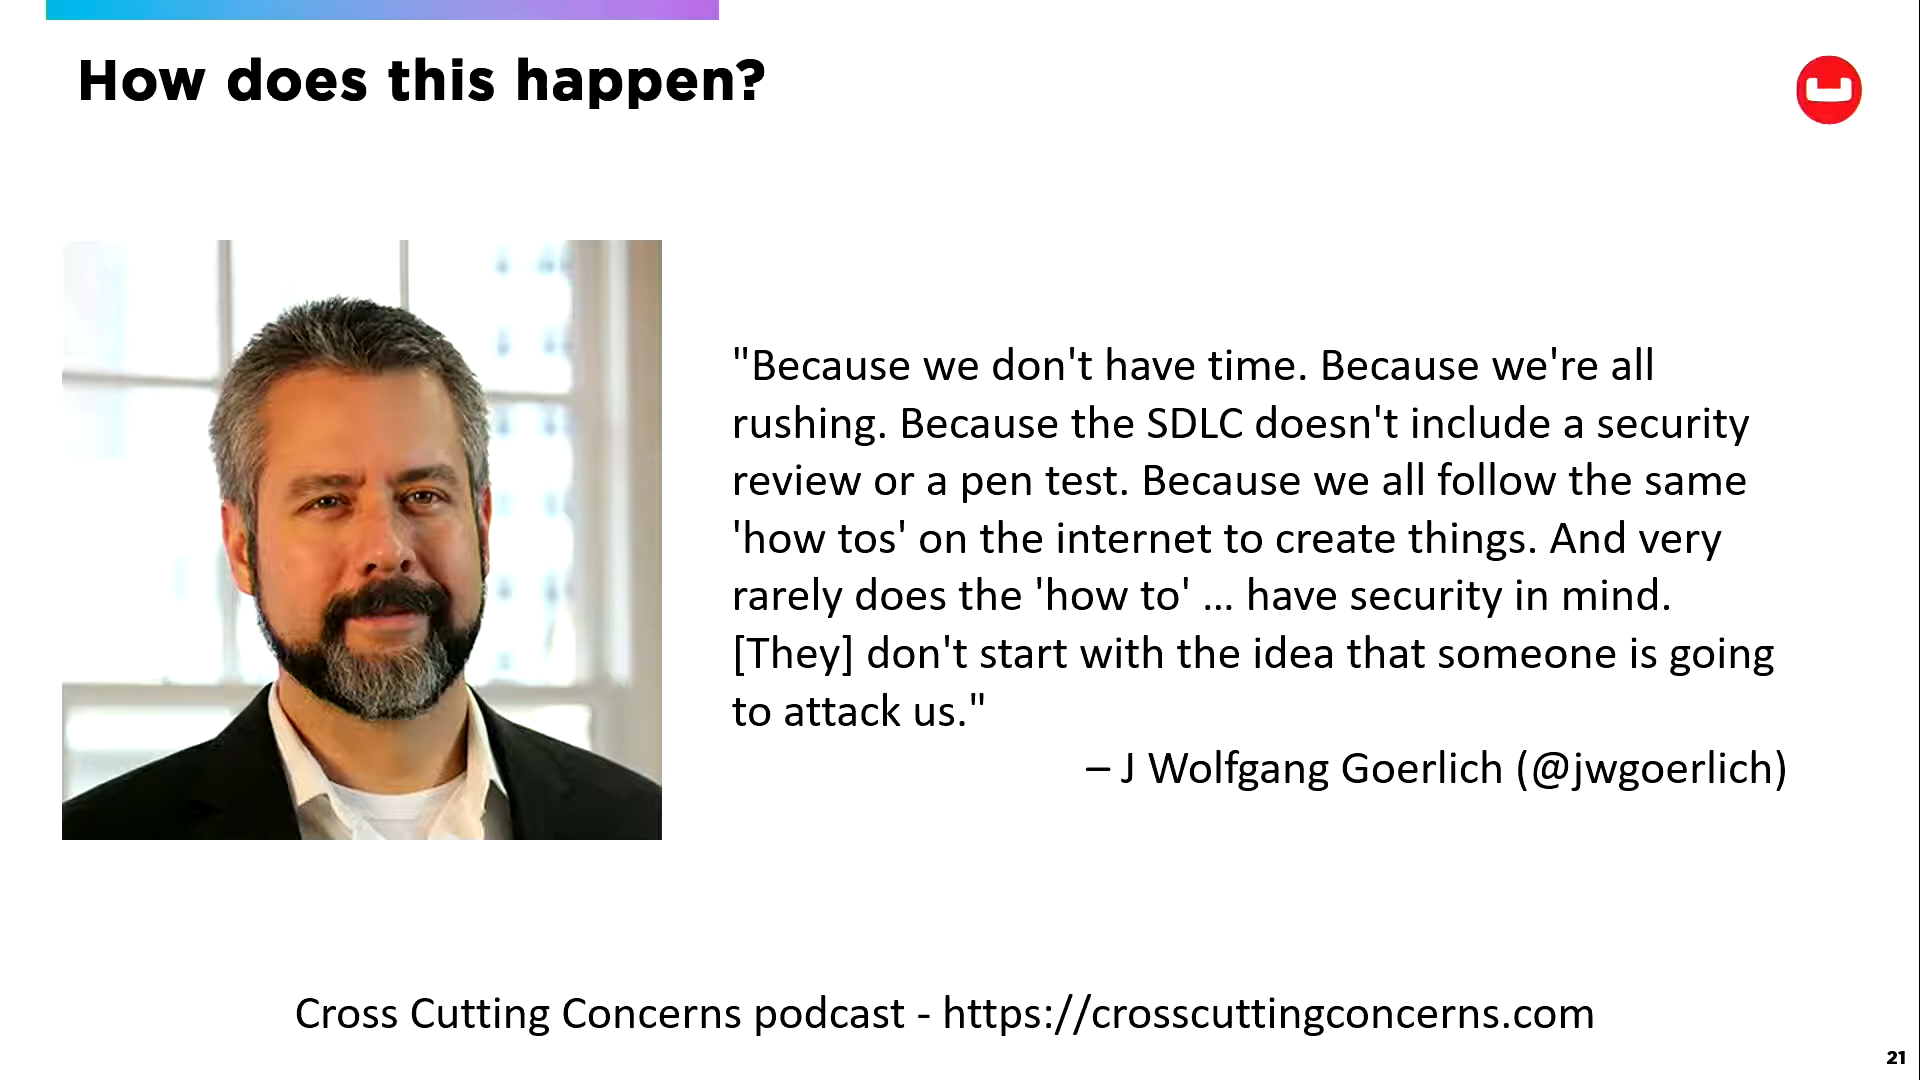 How does this happen?
"Because we don't have time. Because we're all
rushing. Because the SDLC doesn't include a security
review or a pen test. Because we all follow the same
'how tos' on the internet to create things. And very
rarely does the 'how to' ... have security in mind.
[They] don't start with the idea that someone is going
to attack us."
– J Wolfgang Goerlich (@jwgoerlich)
Cross Cutting Concerns podcast - https://crosscuttingconcerns.com
21